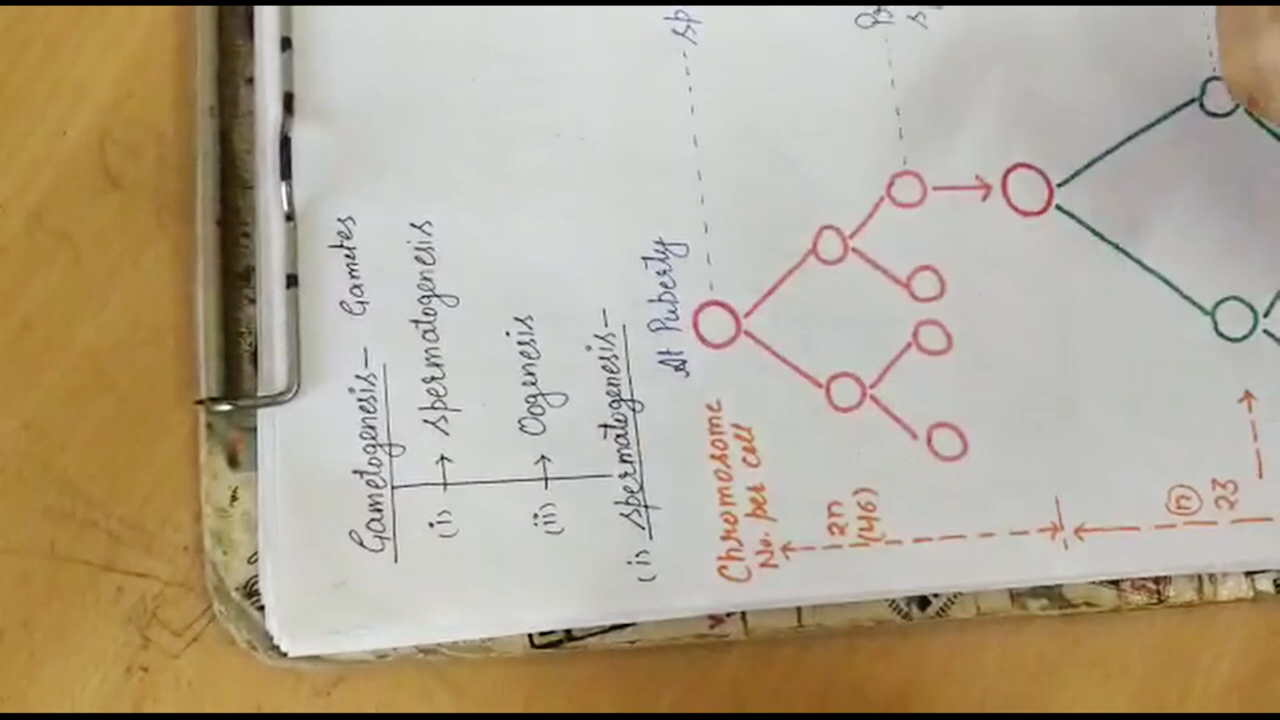 Gametogenesis- Gametes
(i) → spermatogenesis
(ii) → Oogenesis
(i) spermatogenesis-
At Puberty
Chromosome
No. per cell
2n
(46)
(n)
23